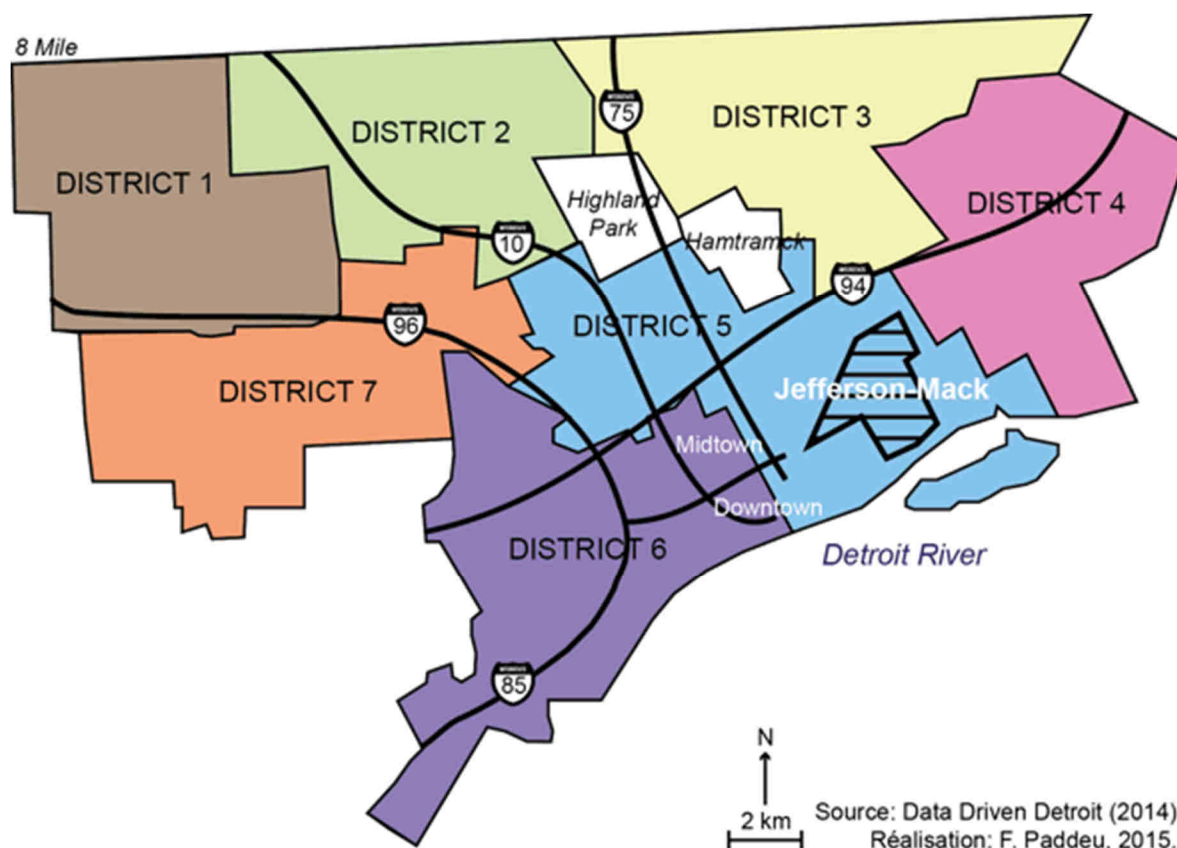 8 Mile
75
DISTRICT 3
DISTRICT 2
DISTRICT 1
Highland
Park
DISTRICT 4
Hamtramck
10
94
96
DISTRICT 5
DISTRICT 7
Jefferson-Mack
Midtown
Downtown
DISTRICT 6
Detroit River
85
N
2 km
Source: Data Driven Detroit (2014)
Réalisation: F. Paddeu, 2015.